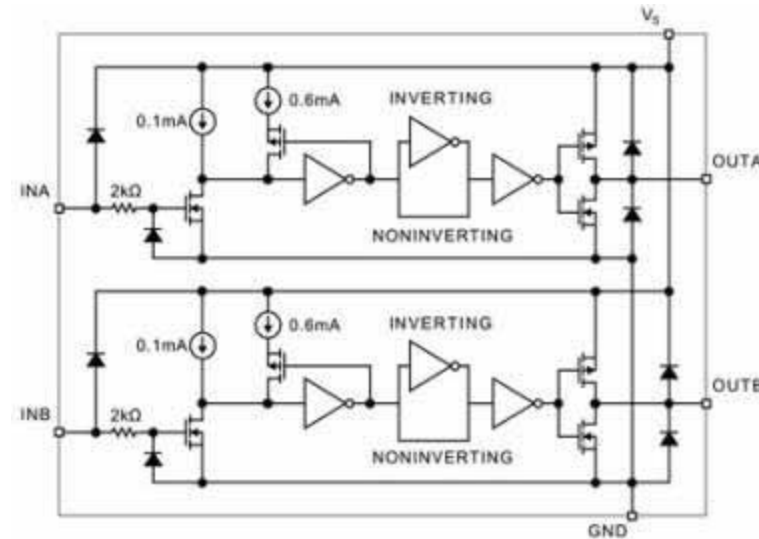 VS
0.6mA
INVERTING
0.1mA
INA
2kΩ
OUTA
NONINVERTING
0.6mA
INVERTING
0.1mA
INB
2kΩ
OUTB
NONINVERTING
GND